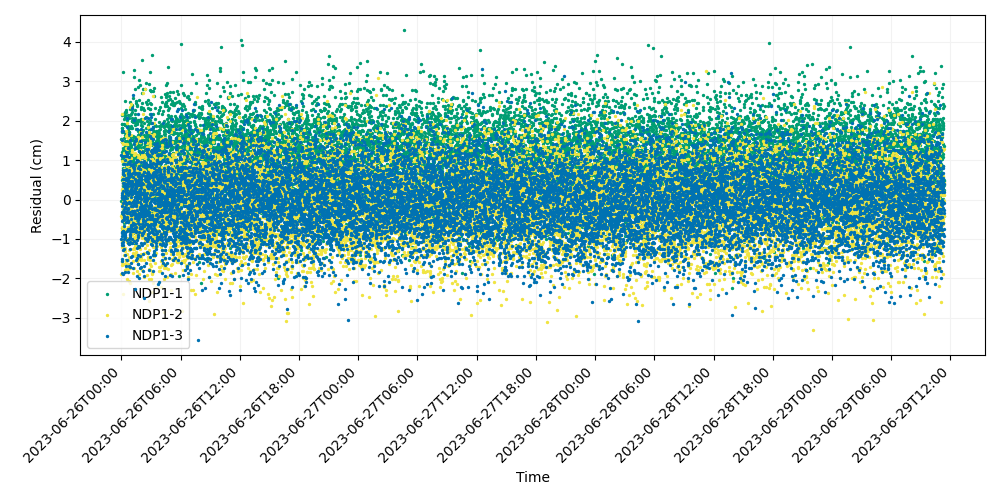 Residual (cm)
4
3
2
1
0
−1
−2
−3
NDP1-1
NDP1-2
NDP1-3
2023-06-26T00:00
2023-06-26T06:00
2023-06-26T12:00
2023-06-26T18:00
2023-06-27T00:00
2023-06-27T06:00
2023-06-27T12:00
2023-06-27T18:00
2023-06-28T00:00
2023-06-28T06:00
2023-06-28T12:00
2023-06-28T18:00
2023-06-29T00:00
2023-06-29T06:00
2023-06-29T12:00
Time